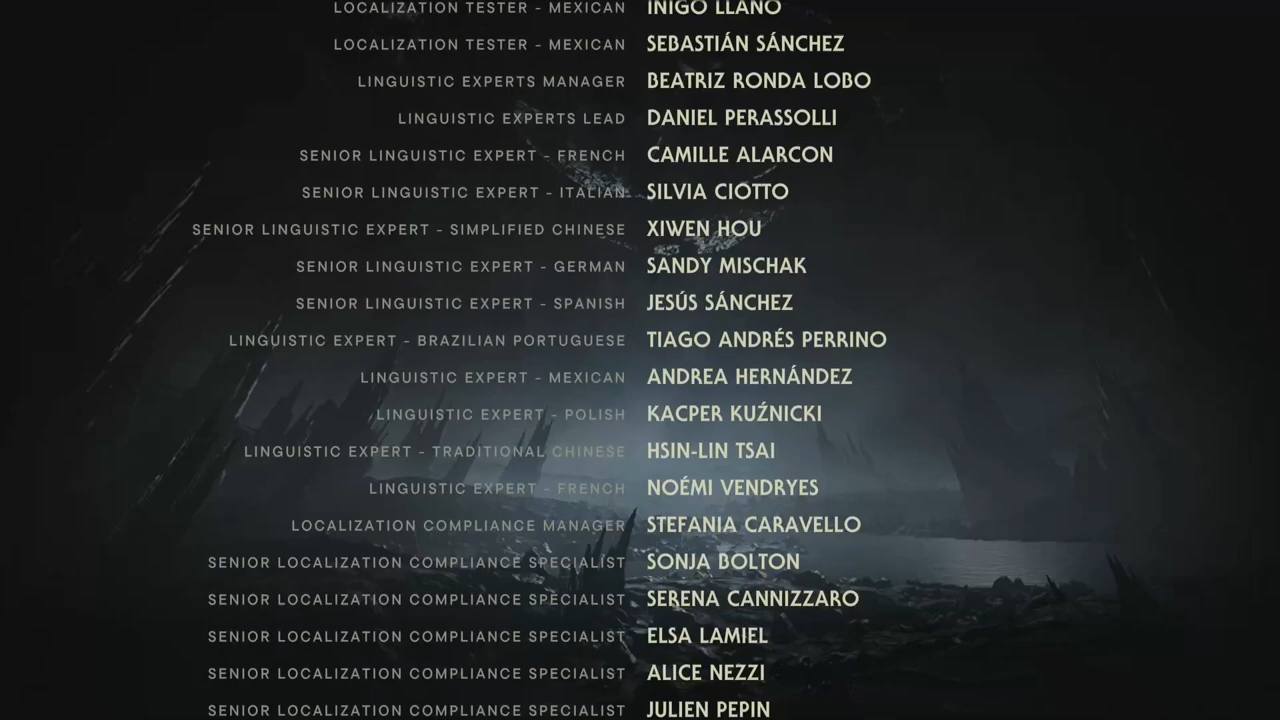 LOCALIZATION TESTER - MEXICAN IÑIGO LLANO
LOCALIZATION TESTER - MEXICAN SEBASTIÁN SÁNCHEZ
LINGUISTIC EXPERTS MANAGER BEATRIZ RONDA LOBO
LINGUISTIC EXPERTS LEAD DANIEL PERASSOLLI
SENIOR LINGUISTIC EXPERT - FRENCH CAMILLE ALARCON
SENIOR LINGUISTIC EXPERT - ITALIAN SILVIA CIOTTO
SENIOR LINGUISTIC EXPERT - SIMPLIFIED CHINESE XIWEN HOU
SENIOR LINGUISTIC EXPERT - GERMAN SANDY MISCHAK
SENIOR LINGUISTIC EXPERT - SPANISH JESÚS SÁNCHEZ
LINGUISTIC EXPERT - BRAZILIAN PORTUGUESE TIAGO ANDRÉS PERRINO
LINGUISTIC EXPERT - MEXICAN ANDREA HERNÁNDEZ
LINGUISTIC EXPERT - POLISH KACPER KUŹNICKI
LINGUISTIC EXPERT - TRADITIONAL CHINESE HSIN-LIN TSAI
LINGUISTIC EXPERT - FRENCH NOÉMI VENDRYES
LOCALIZATION COMPLIANCE MANAGER STEFANIA CARAVELLO
SENIOR LOCALIZATION COMPLIANCE SPECIALIST SONJA BOLTON
SENIOR LOCALIZATION COMPLIANCE SPECIALIST SERENA CANNIZZARO
SENIOR LOCALIZATION COMPLIANCE SPECIALIST ELSA LAMIEL
SENIOR LOCALIZATION COMPLIANCE SPECIALIST ALICE NEZZI
SENIOR LOCALIZATION COMPLIANCE SPECIALIST JULIEN PEPIN